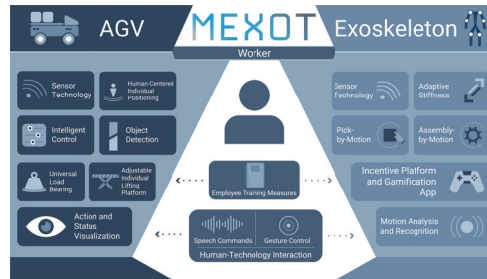 AGV
MEXOT
Exoskeleton
Worker
Sensor
Technology
Human-Centered
Individual
Positioning
Intelligent
Control
Object
Detection
Universal
Load
Bearing
Adjustable
Individual
Lifting
Platform
Action and
Status
Visualization
Employee Training Measures
Speech Commands
Gesture Control
Human-Technology Interaction
Sensor
Technology
Adaptive
Stiffness
Pick-
by-Motion
Assembly-
by-Motion
Incentive Platform
and Gamification
App
Motion Analysis
and Recognition